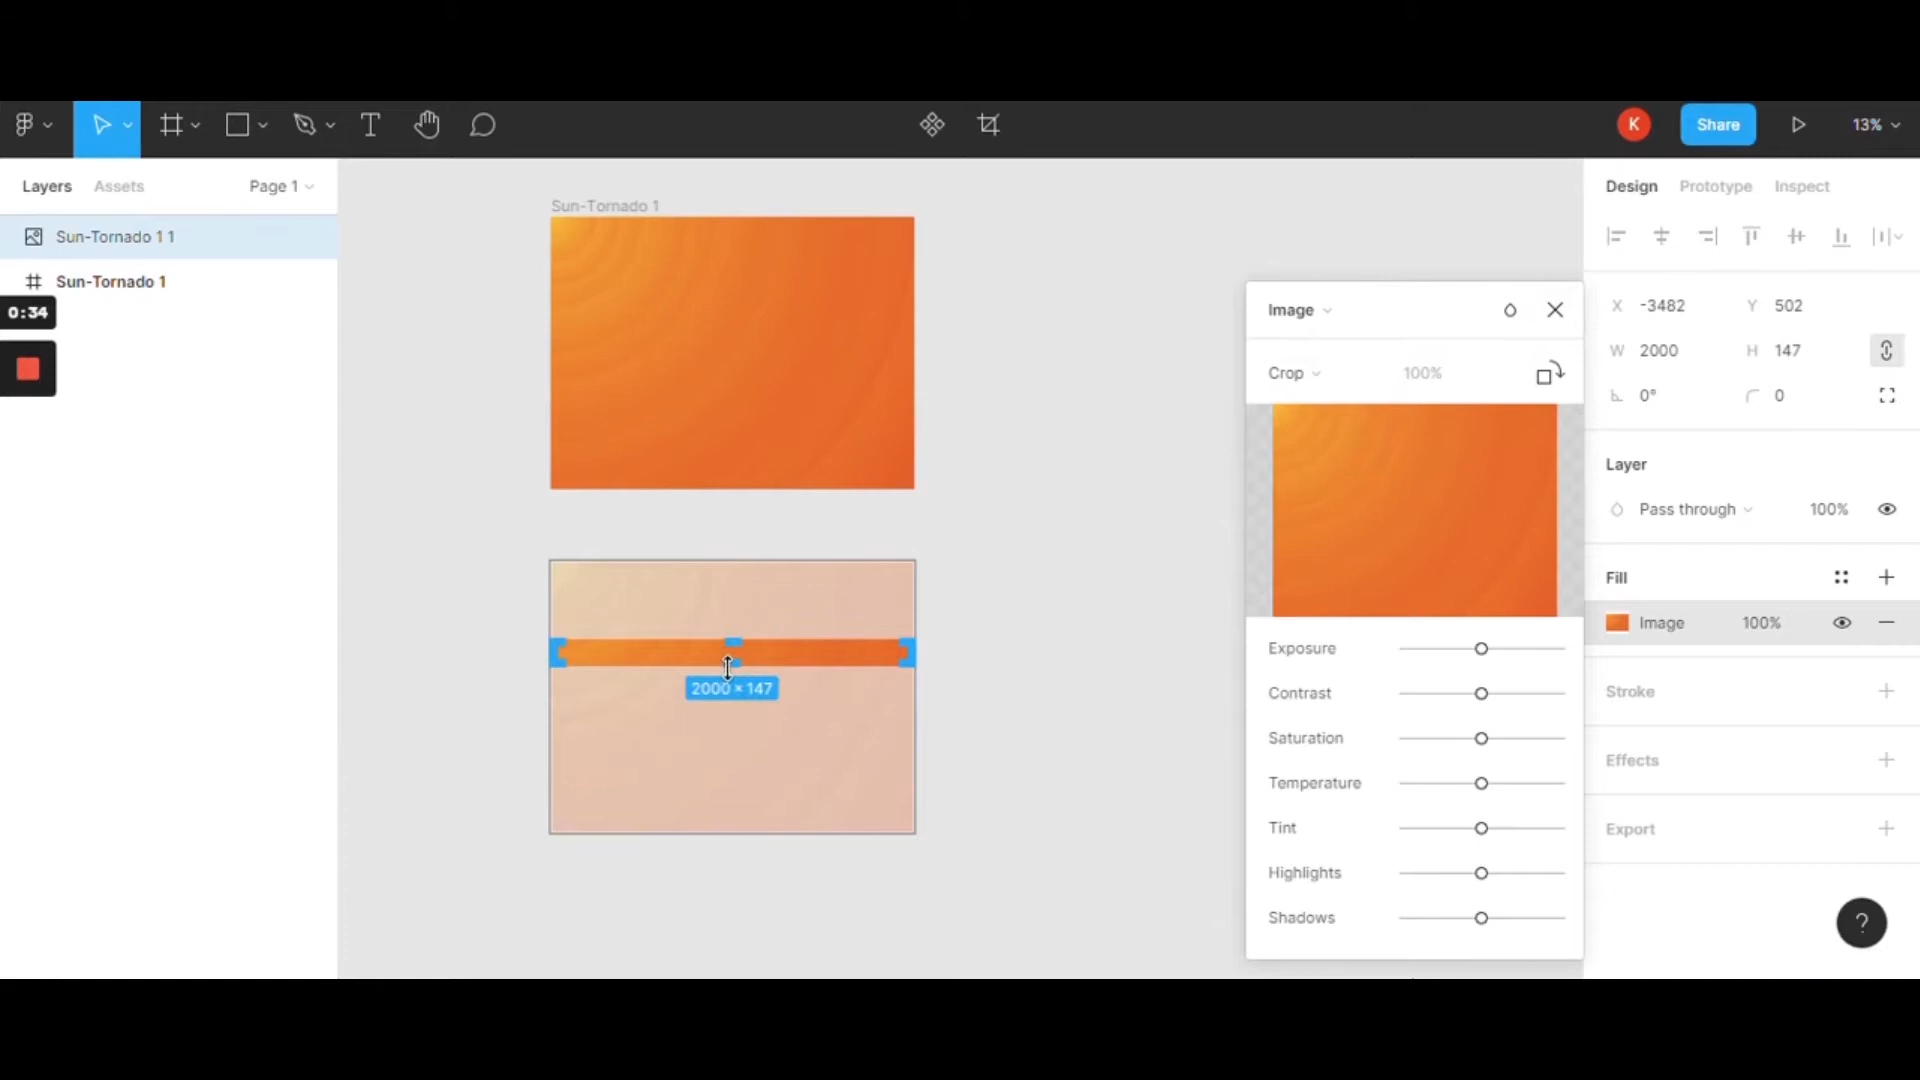 K
Share
13%
Layers
Assets
Page 1
Sun-Tornado 1 1
Sun-Tornado 1
0:34
Sun-Tornado 1
2000 × 147
Image
Crop
100%
Exposure
Contrast
Saturation
Temperature
Tint
Highlights
Shadows
Design
Prototype
Inspect
X -3482
Y 502
W 2000
H 147
0°
0
Layer
Pass through
100%
Fill
Image
100%
Stroke
Effects
Export
?